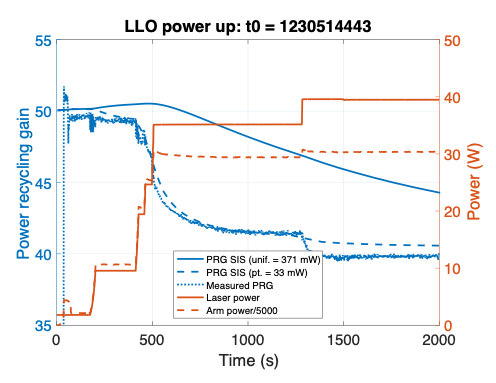 LLO power up: t0 = 1230514443
55
50
45
40
35
Power recycling gain
50
40
30
20
10
0
Power (W)
PRG SIS (unif. = 371 mW)
PRG SIS (pt. = 33 mW)
Measured PRG
Laser power
Arm power/5000
0
500
1000
1500
2000
Time (s)